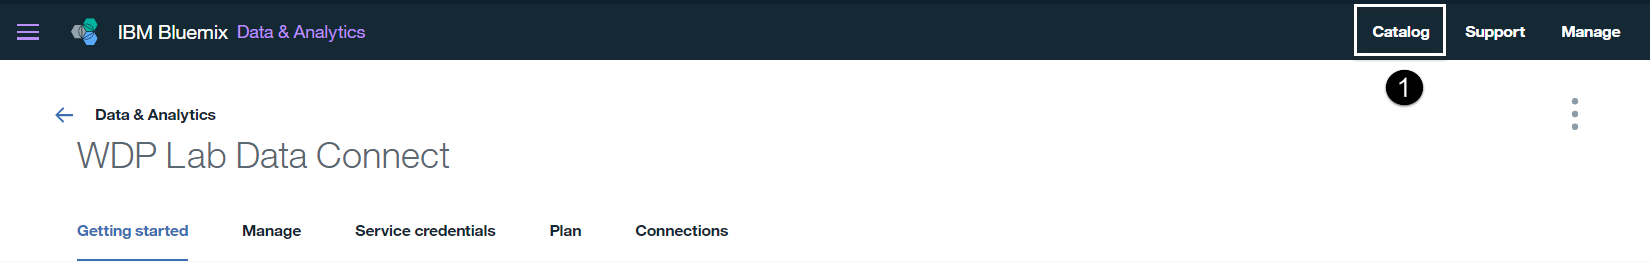 IBM Bluemix Data & Analytics Catalog Support Manage
1
Data & Analytics
WDP Lab Data Connect
Getting started Manage Service credentials Plan Connections